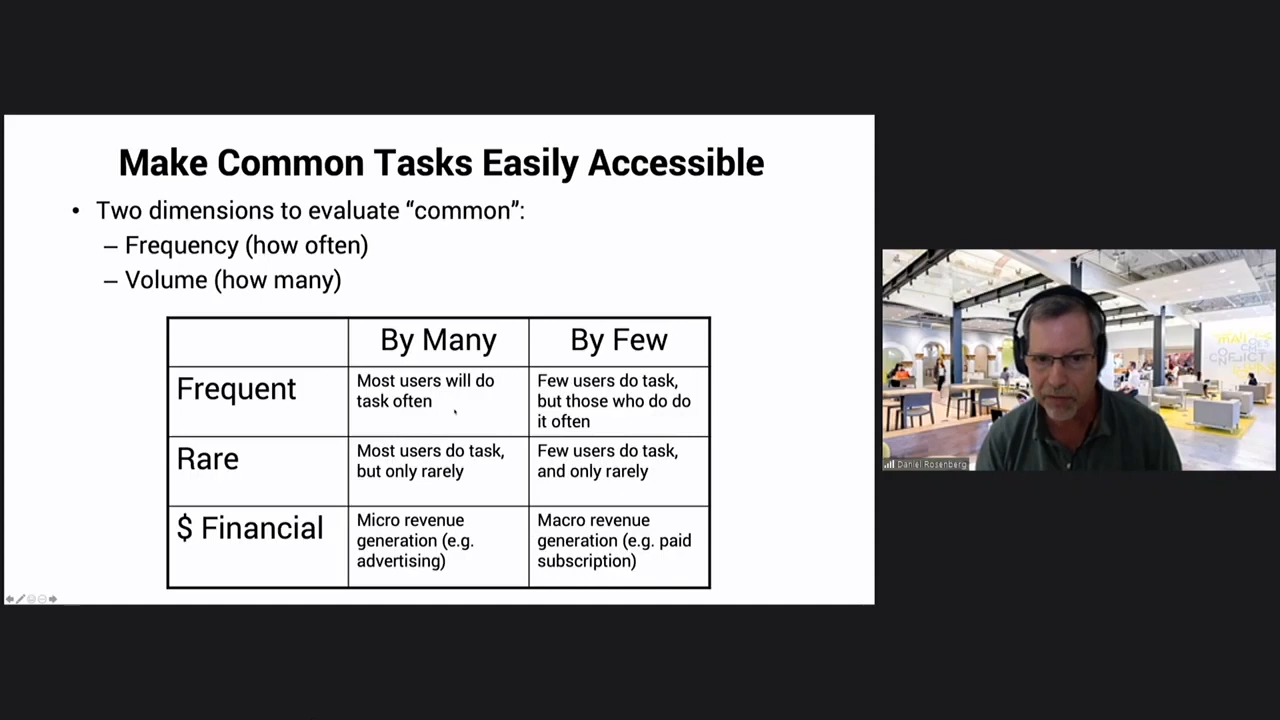 Make Common Tasks Easily Accessible
• Two dimensions to evaluate “common”:
– Frequency (how often)
– Volume (how many)
By Many
By Few
Frequent
Most users will do
task often
Few users do task,
but those who do do
it often
Rare
Most users do task,
but only rarely
Few users do task,
and only rarely
$ Financial
Micro revenue
generation (e.g.
advertising)
Macro revenue
generation (e.g. paid
subscription)
Daniel Rosenberg